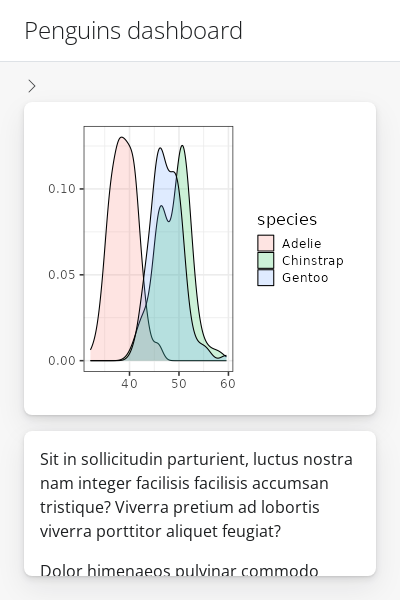 Penguins dashboard
0.10
0.05
0.00
40 50 60
species
Adelie
Chinstrap
Gentoo
Sit in sollicitudin parturient, luctus nostra
nam integer facilisis facilisis accumsan
tristique? Viverra pretium ad lobortis
viverra porttitor aliquet feugiat?
Dolor himenaeos pulvinar commodo